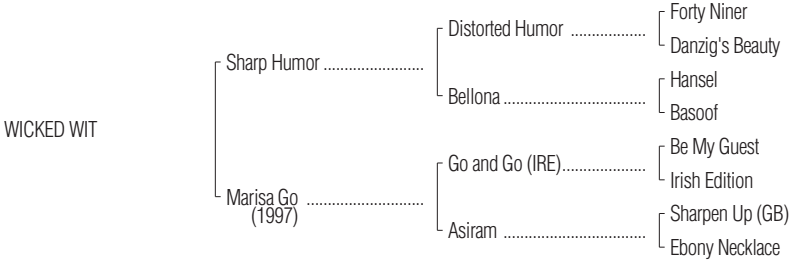 Forty Niner
Distorted Humor ..................
Danzig's Beauty
Sharp Humor ........................
Hansel
Bellona ..................................
Basoof
WICKED WIT
Be My Guest
Go and Go (IRE)....................
Irish Edition
Marisa Go ............................
(1997)
Sharpen Up (GB)
Asiram ..................................
Ebony Necklace